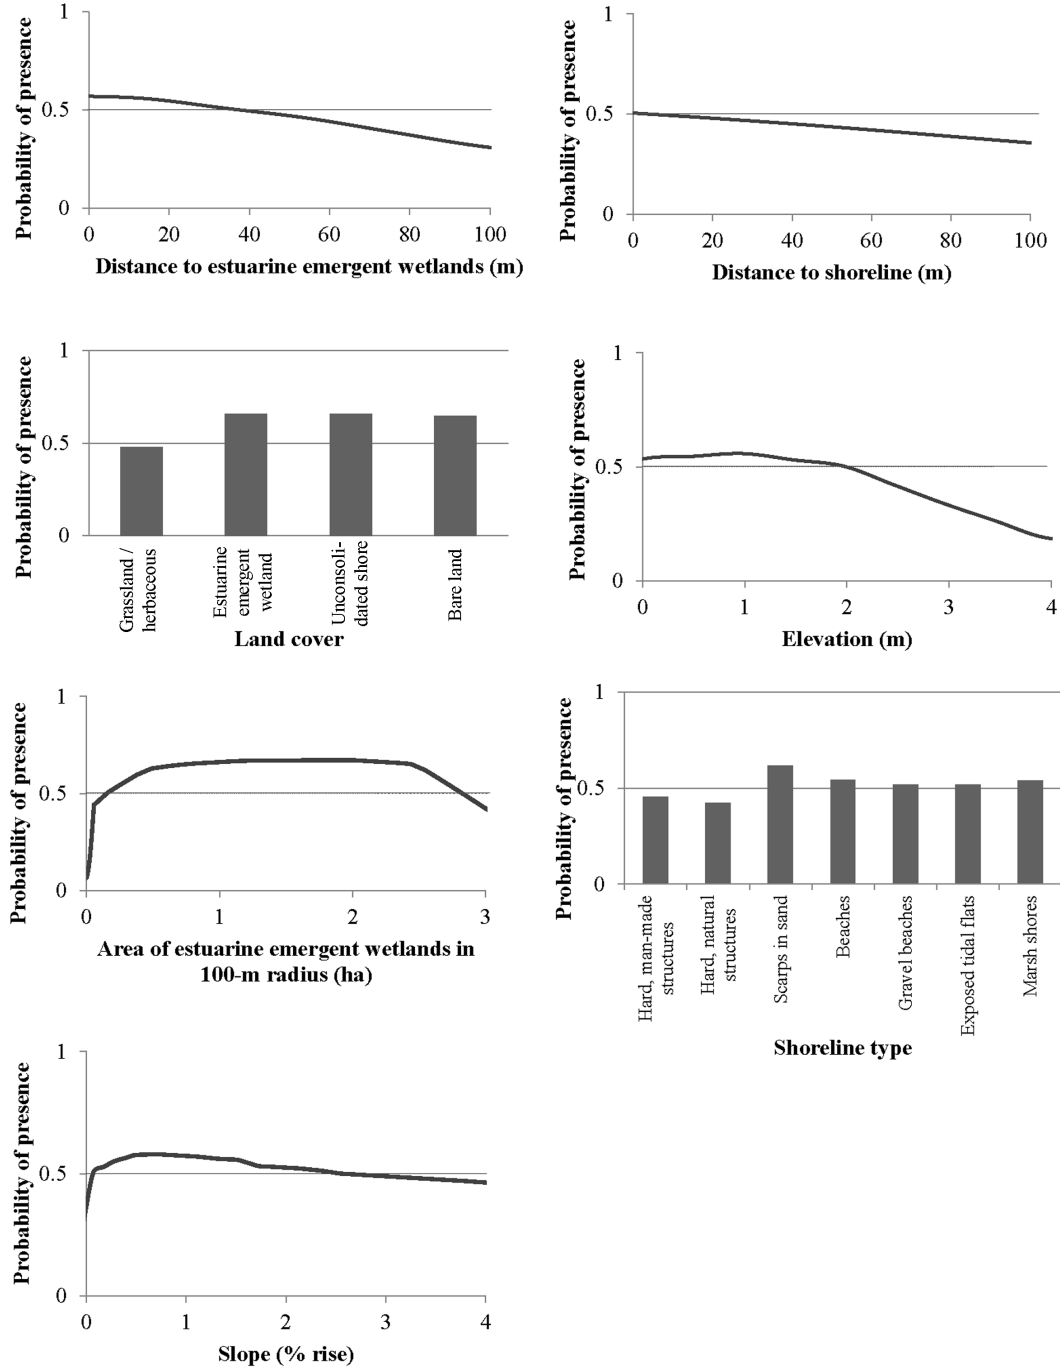 Probability of presence
1
0.5
0
0 20 40 60 80 100
Distance to estuarine emergent wetlands (m)
Probability of presence
1
0.5
0
0 20 40 60 80 100
Distance to shoreline (m)
Probability of presence
1
0.5
0
Grassland /
herbaceous
Estuarine
emergent
wetland
Unconsoli-
dated shore
Bare land
Land cover
Probability of presence
1
0.5
0
0 1 2 3 4
Elevation (m)
Probability of presence
1
0.5
0
0 1 2 3
Area of estuarine emergent wetlands in
100-m radius (ha)
Probability of presence
1
0.5
0
Hard, man-made
structures
Hard, natural
structures
Scarps in sand
Beaches
Gravel beaches
Exposed tidal flats
Marsh shores
Shoreline type
Probability of presence
1
0.5
0
0 1 2 3 4
Slope (% rise)